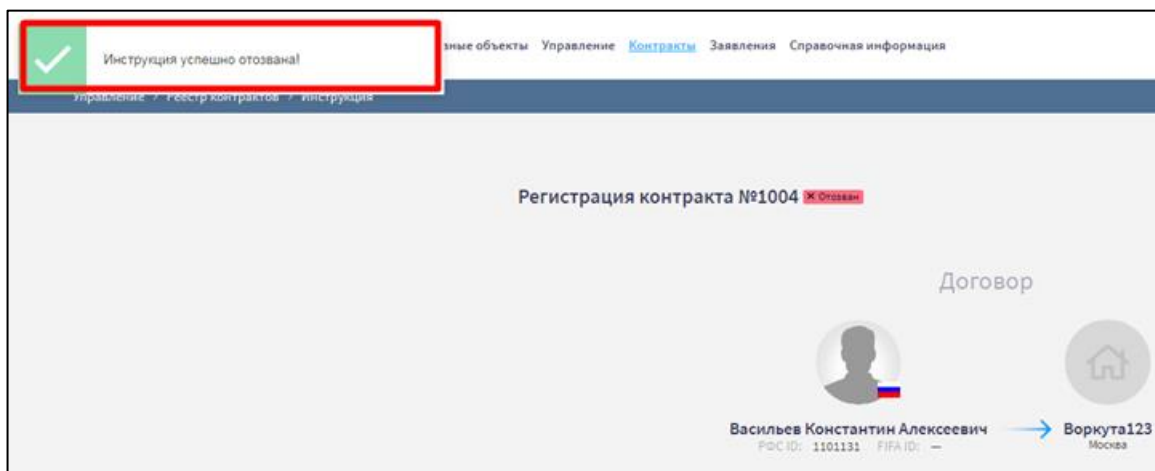 Инструкция успешно отозвана!
зные объекты Управление Контракты Заявления Справочная информация
Управление > Реестр контрактов > Инструкция
Регистрация контракта №1004 × Отозван
Договор
Васильев Константин Алексеевич
РФС ID: 1101131 FIFA ID: —
Воркута123
Москва